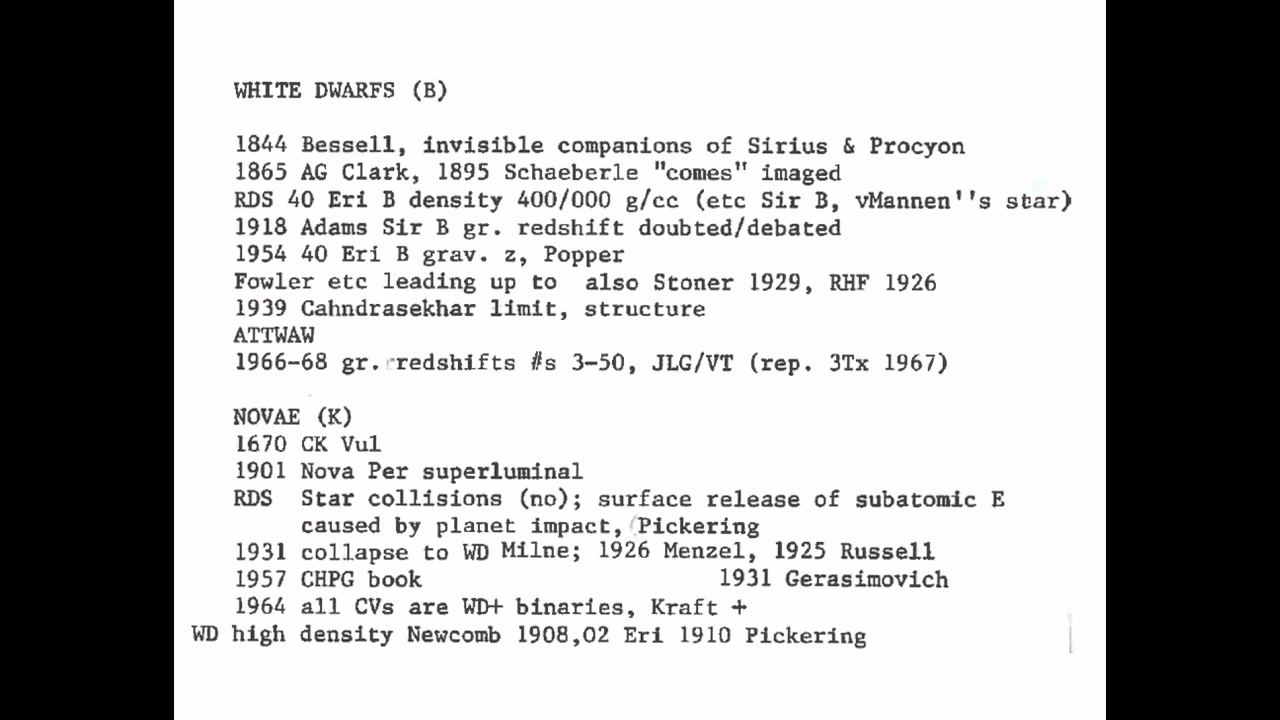 WHITE DWARFS (B)
1844 Bessell, invisible companions of Sirius & Procyon
1865 AG Clark, 1895 Schaeberle "comes" imaged
RDS 40 Eri B density 400/000 g/cc (etc Sir B, vMannen''s star)
1918 Adams Sir B gr. redshift doubted/debated
1954 40 Eri B grav. z, Popper
Fowler etc leading up to also Stoner 1929, RHF 1926
1939 Cahndrasekhar limit, structure
ATTWAW
1966-68 gr. redshifts #s 3-50, JLG/VT (rep. 3Tx 1967)
NOVAE (K)
1670 CK Vul
1901 Nova Per superluminal
RDS Star collisions (no); surface release of subatomic E
caused by planet impact, Pickering
1931 collapse to WD Milne; 1926 Menzel, 1925 Russell
1957 CHPG book 1931 Gerasimovich
1964 all CVs are WD+ binaries, Kraft +
WD high density Newcomb 1908,02 Eri 1910 Pickering